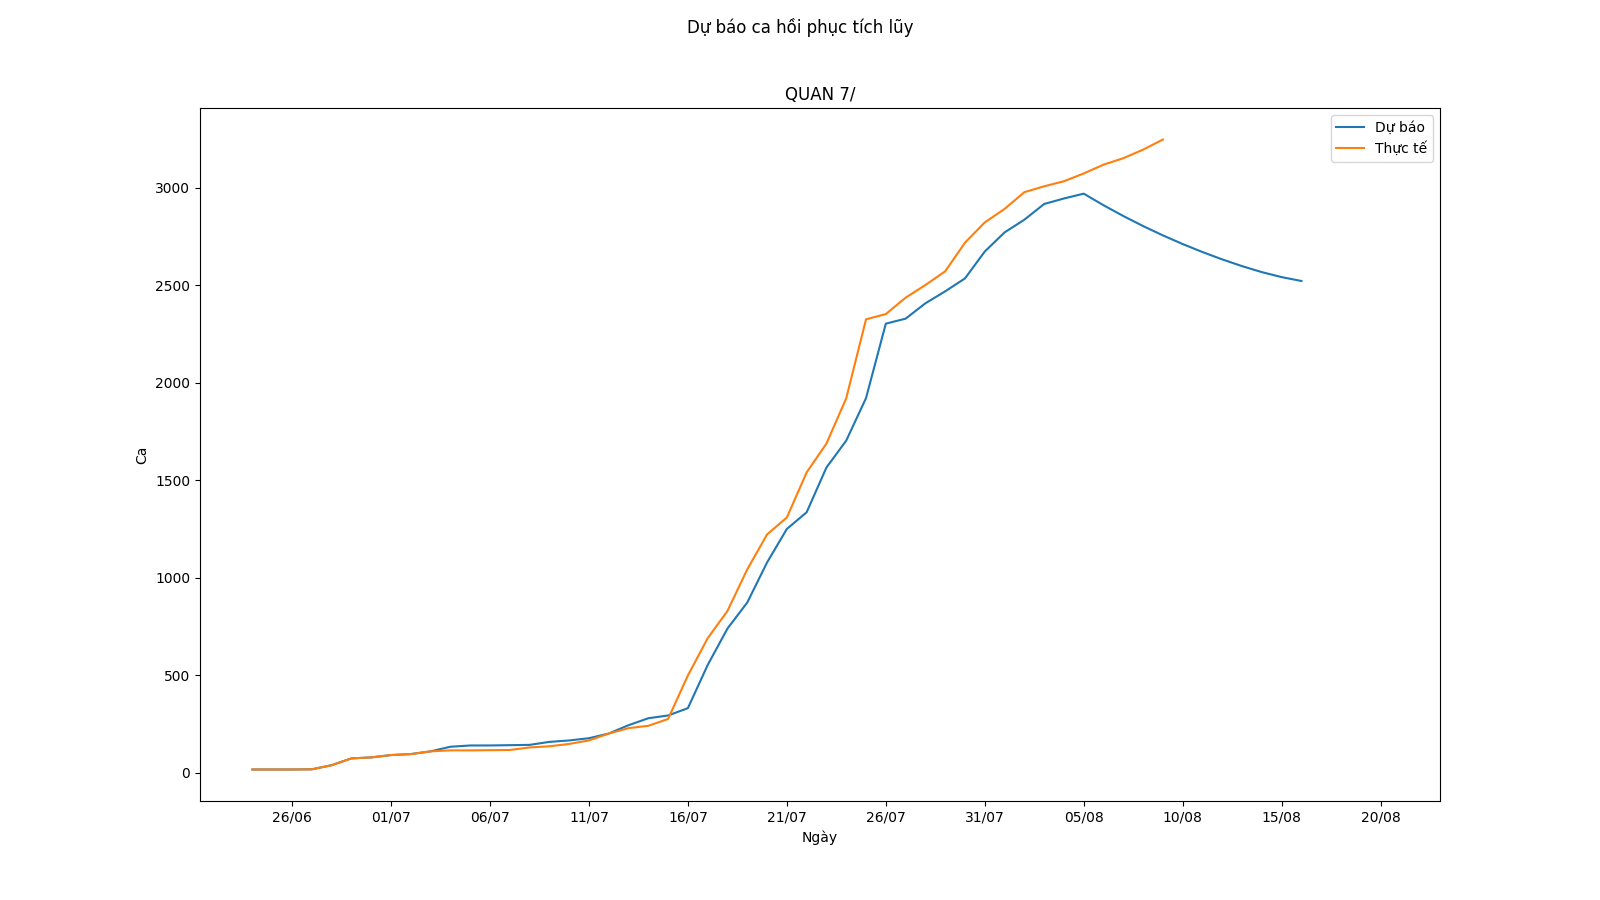 Dự báo ca hồi phục tích lũy
QUAN 7/
Dự báo
Thực tế
3000
2500
2000
1500
1000
500
0
Ca
26/06 01/07 06/07 11/07 16/07 21/07 26/07 31/07 05/08 10/08 15/08 20/08
Ngày